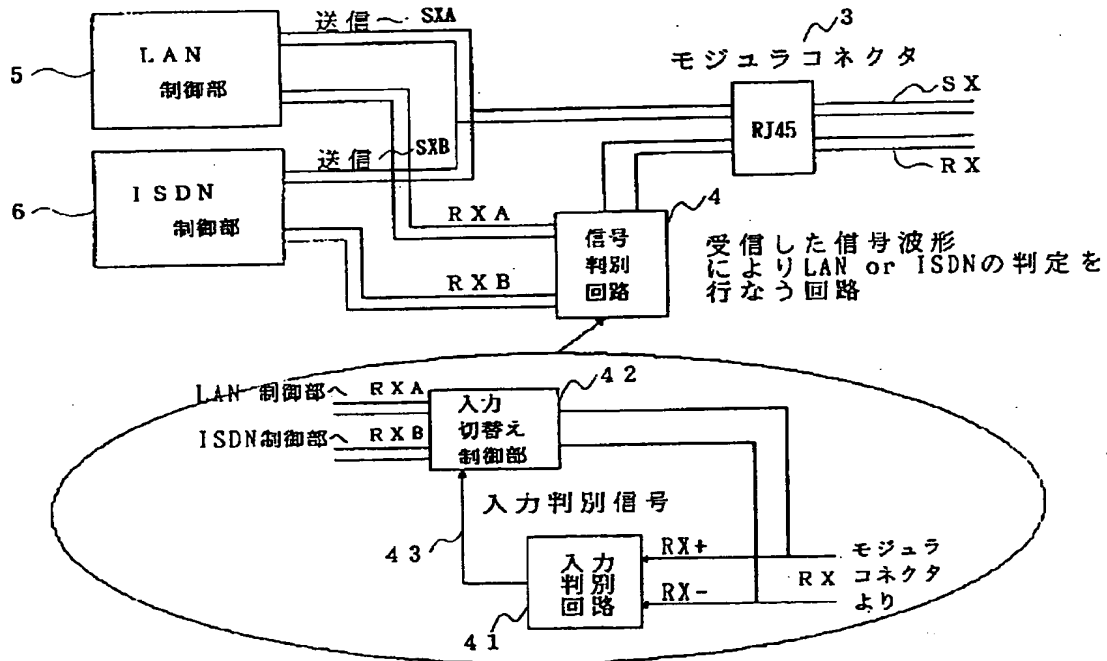 送信～SXA
3
モジュラコネクタ
5
LAN
制御部
SX
RJ45
RX
送信～SXB
6
ISDN
制御部
RXA
4
信号
判別
回路
受信した信号波形
によりLAN or ISDNの判定を
行なう回路
RXB
LAN 制御部へ RXA
42
入力
切替え
制御部
ISDN制御部へ RXB
入力判別信号
43
入力
判別
回路
RX+
RX-
RX
モジュラ
コネクタ
より
41